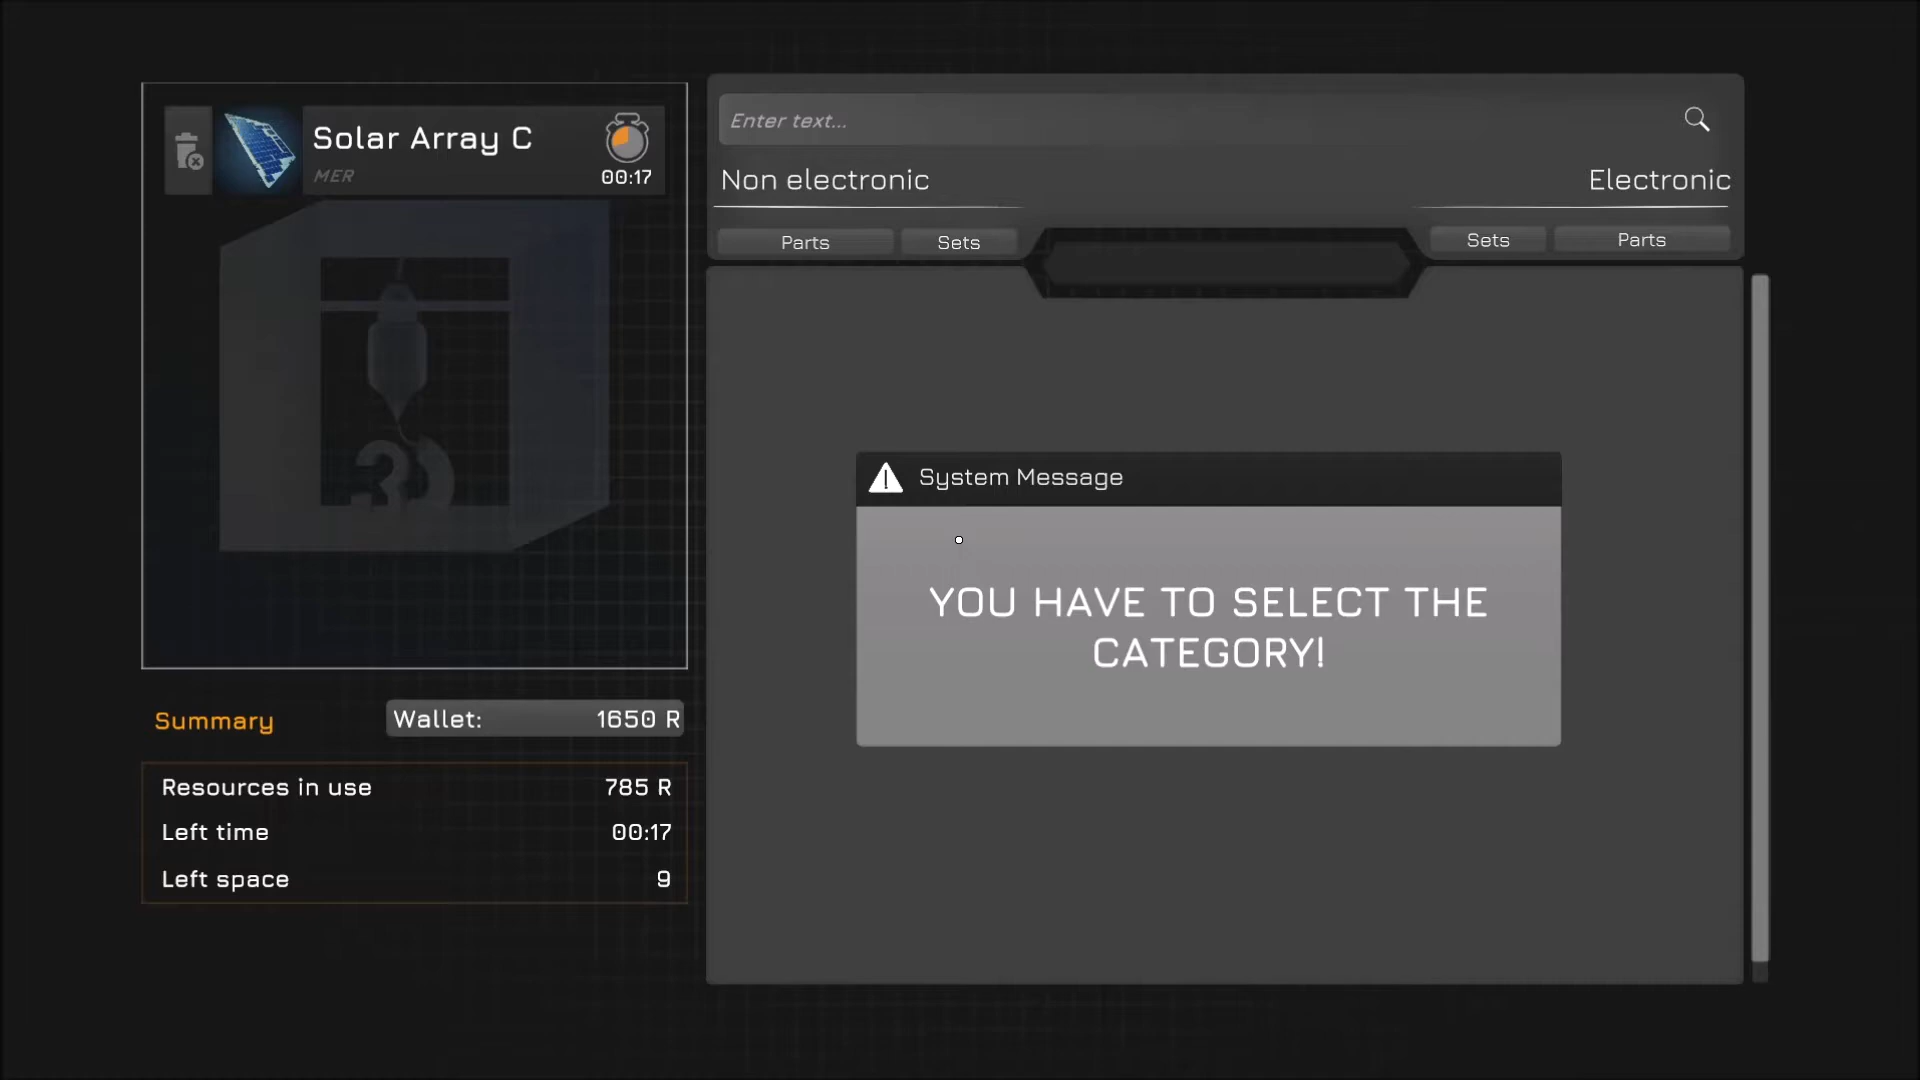 Solar Array C
MER
00:17
Summary
Wallet: 1650 R
Resources in use 785 R
Left time 00:17
Left space 9
Enter text...
Non electronic
Electronic
Parts
Sets
Sets
Parts
System Message
YOU HAVE TO SELECT THE
CATEGORY!